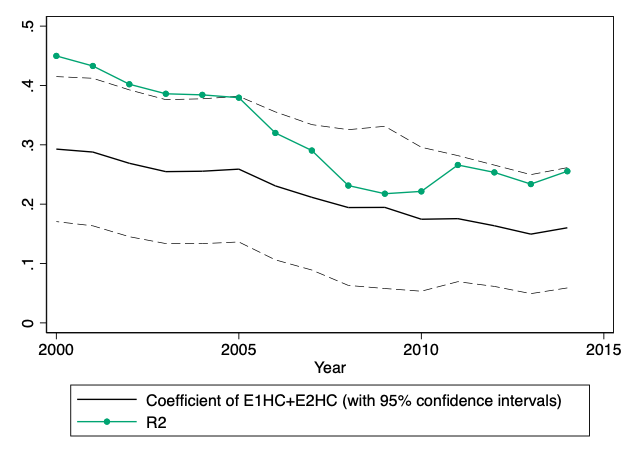 .5
.4
.3
.2
.1
0
2000 2005 2010 2015
Year
Coefficient of E1HC+E2HC (with 95% confidence intervals)
R2